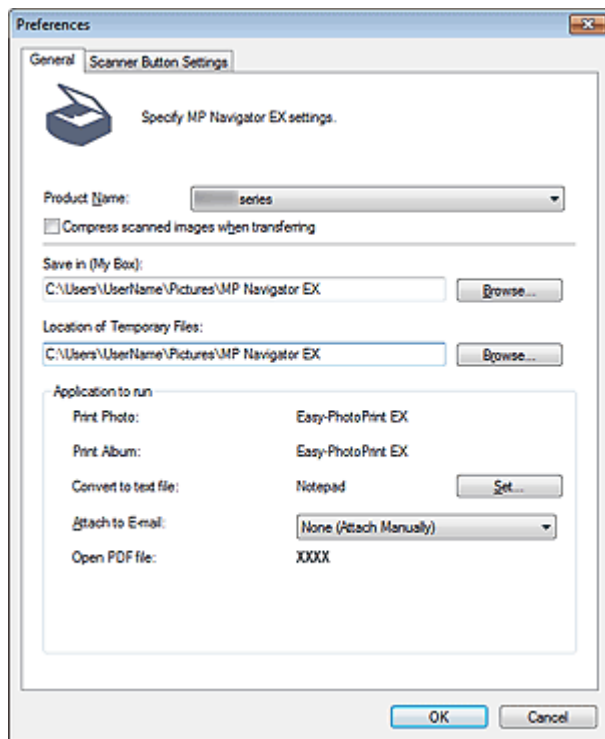 Preferences
General Scanner Button Settings
Specify MP Navigator EX settings.
Product Name: series
Compress scanned images when transferring
Save in (My Box):
C:\Users\UserName\Pictures\MP Navigator EX Browse...
Location of Temporary Files:
C:\Users\UserName\Pictures\MP Navigator EX Browse...
Application to run
Print Photo: Easy-PhotoPrint EX
Print Album: Easy-PhotoPrint EX
Convert to text file: Notepad Set...
Attach to E-mail: None (Attach Manually)
Open PDF file: XXXX
OK Cancel